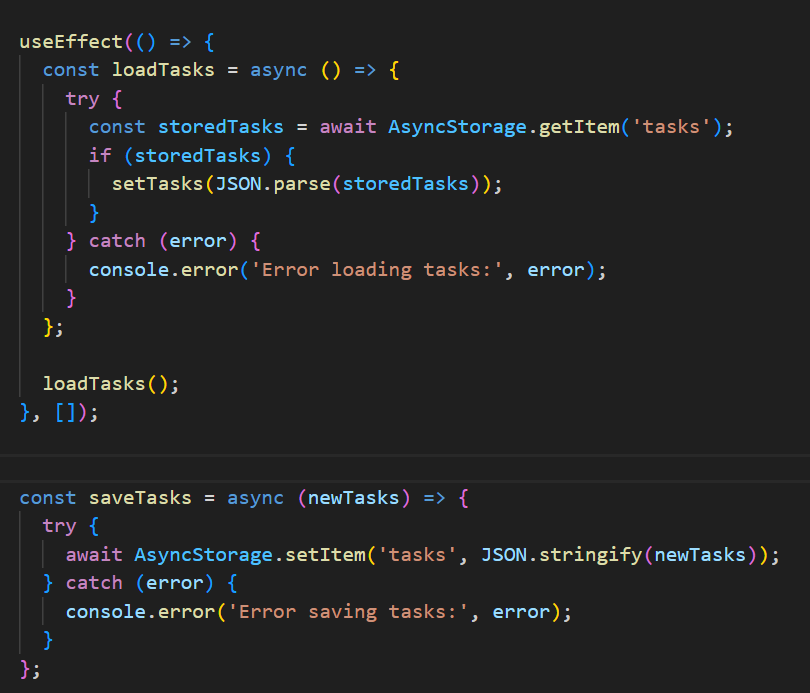 useEffect(() => {
  const loadTasks = async () => {
    try {
      const storedTasks = await AsyncStorage.getItem('tasks');
      if (storedTasks) {
        setTasks(JSON.parse(storedTasks));
      }
    } catch (error) {
      console.error('Error loading tasks:', error);
    }
  };

  loadTasks();
}, []);

const saveTasks = async (newTasks) => {
  try {
    await AsyncStorage.setItem('tasks', JSON.stringify(newTasks));
  } catch (error) {
    console.error('Error saving tasks:', error);
  }
};